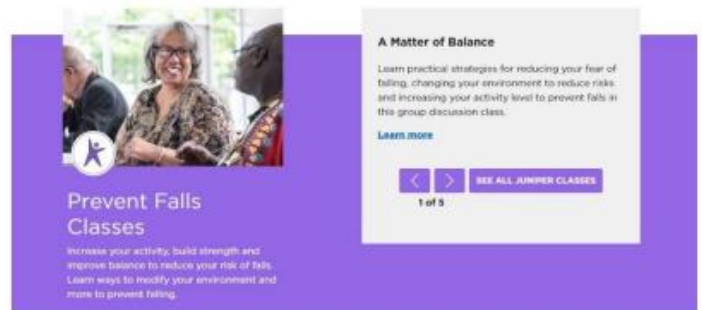 Prevent Falls
Classes
Increase your activity, build strength and
improve balance to reduce your risk of falls.
Learn ways to modify your environment and
more to prevent falling.
A Matter of Balance
Learn practical strategies for reducing your fear of
falling, changing your environment to reduce risks
and increasing your activity level to prevent falls in
this group discussion class.
Learn more
SEE ALL JUNIPER CLASSES
1 of 5